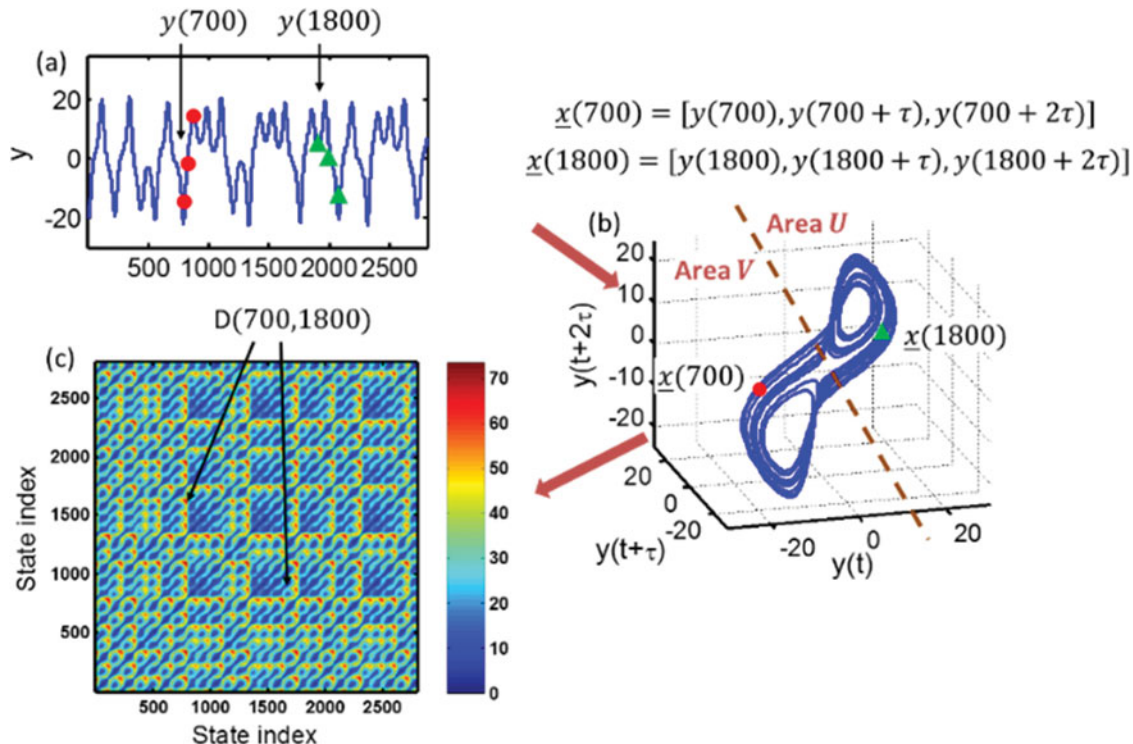 y(700)
y(1800)
(a)
20
0
-20
y
500 1000 1500 2000 2500
x(700) = [y(700), y(700 + τ), y(700 + 2τ)]
x(1800) = [y(1800), y(1800 + τ), y(1800 + 2τ)]
(b)
Area U
Area V
20
10
0
-10
-20
y(t+2τ)
x(700)
x(1800)
20
0
-20
y(t+τ)
-20 0 20
y(t)
D(700,1800)
(c)
2500
2000
1500
1000
500
State index
500 1000 1500 2000 2500
State index
70
60
50
40
30
20
10
0